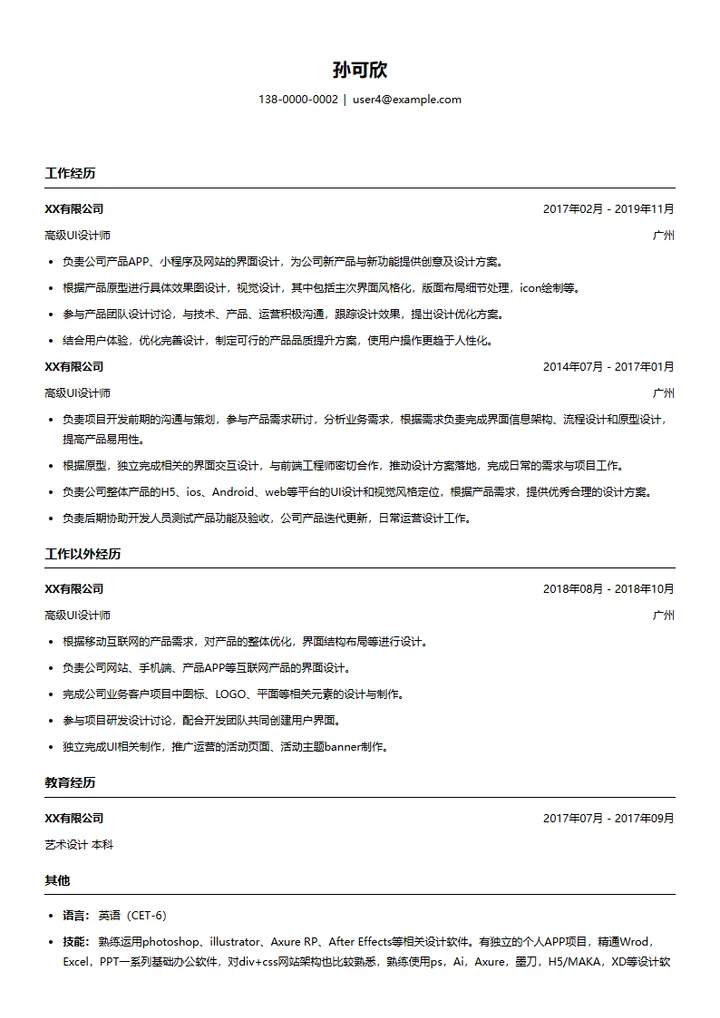 孙可欣
138-0000-0002 | user4@example.com
工作经历
XX有限公司 2017年02月 - 2019年11月
高级UI设计师 广州
• 负责公司产品APP、小程序及网站的界面设计，为公司新产品与新功能提供创意及设计方案。
• 根据产品原型进行具体效果图设计，视觉设计，其中包括主次界面风格化，版面布局细节处理，icon绘制等。
• 参与产品团队设计讨论，与技术、产品、运营积极沟通，跟踪设计效果，提出设计优化方案。
• 结合用户体验，优化完善设计，制定可行的产品品质提升方案，使用户操作更趋于人性化。
XX有限公司 2014年07月 - 2017年01月
高级UI设计师 广州
• 负责项目开发前期的沟通与策划，参与产品需求研讨，分析业务需求，根据需求负责完成界面信息架构、流程设计和原型设计，
提高产品易用性。
• 根据原型，独立完成相关的界面交互设计，与前端工程师密切合作，推动设计方案落地，完成日常的需求与项目工作。
• 负责公司整体产品的H5、ios、Android、web等平台的UI设计和视觉风格定位，根据产品需求，提供优秀合理的设计方案。
• 负责后期协助开发人员测试产品功能及验收，公司产品迭代更新，日常运营设计工作。
工作以外经历
XX有限公司 2018年08月 - 2018年10月
高级UI设计师 广州
• 根据移动互联网的产品需求，对产品的整体优化，界面结构布局等进行设计。
• 负责公司网站、手机端、产品APP等互联网产品的界面设计。
• 完成公司业务客户项目中图标、LOGO、平面等相关元素的设计与制作。
• 参与项目研发设计讨论，配合开发团队共同创建用户界面。
• 独立完成UI相关制作，推广运营的活动页面、活动主题banner制作。
教育经历
XX有限公司 2017年07月 - 2017年09月
艺术设计 本科
其他
• 语言： 英语（CET-6）
• 技能： 熟练运用photoshop、illustrator、Axure RP、After Effects等相关设计软件。有独立的个人APP项目，精通Wrod，
Excel，PPT一系列基础办公软件，对div+css网站架构也比较熟悉，熟练使用ps，Ai，Axure，墨刀，H5/MAKA，XD等设计软